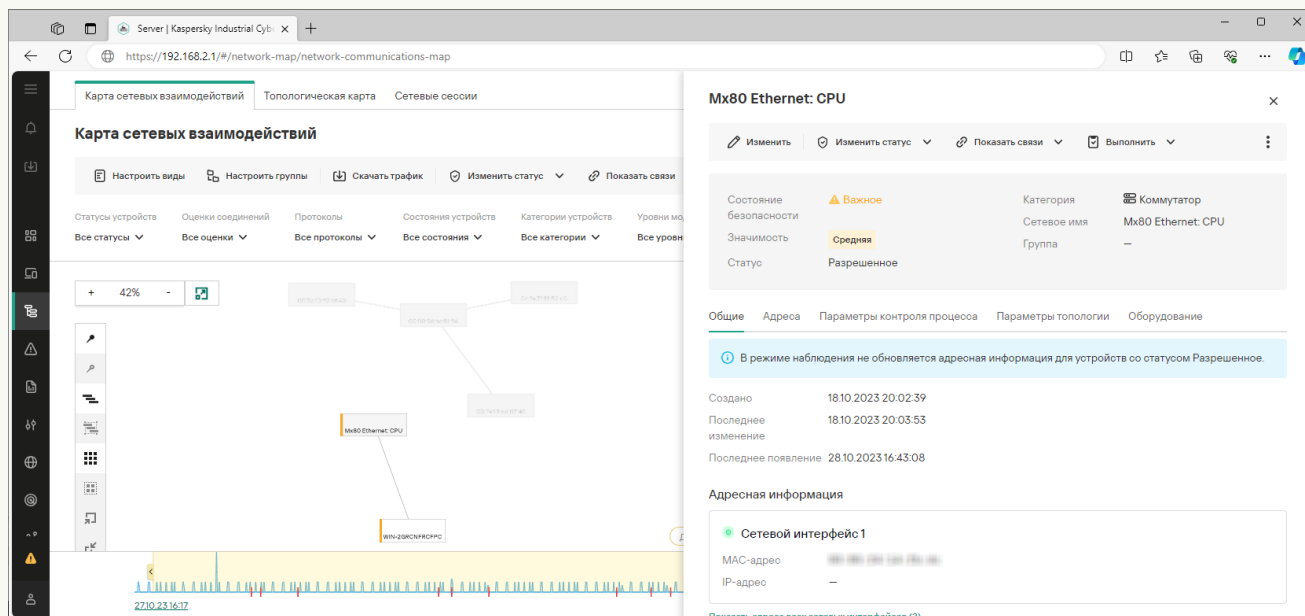 Server | Kaspersky Industrial Cyb
https://192.168.2.1/#/network-map/network-communications-map
Карта сетевых взаимодействий
Топологическая карта
Сетевые сессии
Карта сетевых взаимодействий
Настроить виды
Настроить группы
Скачать трафик
Изменить статус
Показать связи
Статусы устройств
Оценки соединений
Протоколы
Состояния устройств
Категории устройств
Уровни мо
Все статусы
Все оценки
Все протоколы
Все состояния
Все категории
Все уровн
+ 42% -
Mx80 Ethernet: CPU
WIN-2GRCNFRCFPC
27.10.23 16:17
Mx80 Ethernet: CPU
Изменить
Изменить статус
Показать связи
Выполнить
Состояние безопасности
Важное
Значимость
Средняя
Статус
Разрешенное
Категория
Коммутатор
Сетевое имя
Mx80 Ethernet: CPU
Группа
—
Общие
Адреса
Параметры контроля процесса
Параметры топологии
Оборудование
В режиме наблюдения не обновляется адресная информация для устройств со статусом Разрешенное.
Создано
18.10.2023 20:02:39
Последнее изменение
18.10.2023 20:03:53
Последнее появление
28.10.2023 16:43:08
Адресная информация
Сетевой интерфейс 1
MAC-адрес
IP-адрес
—